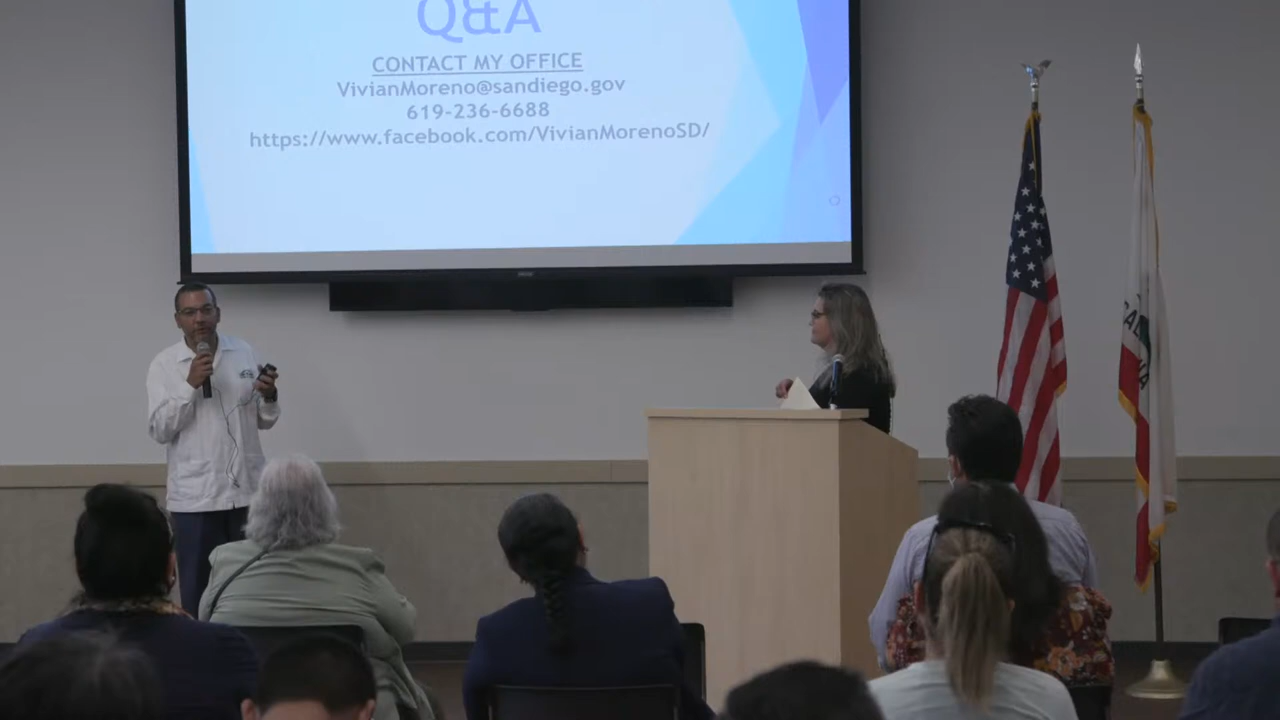 Q&A
CONTACT MY OFFICE
VivianMoreno@sandiego.gov
619-236-6688
https://www.facebook.com/VivianMorenoSD/